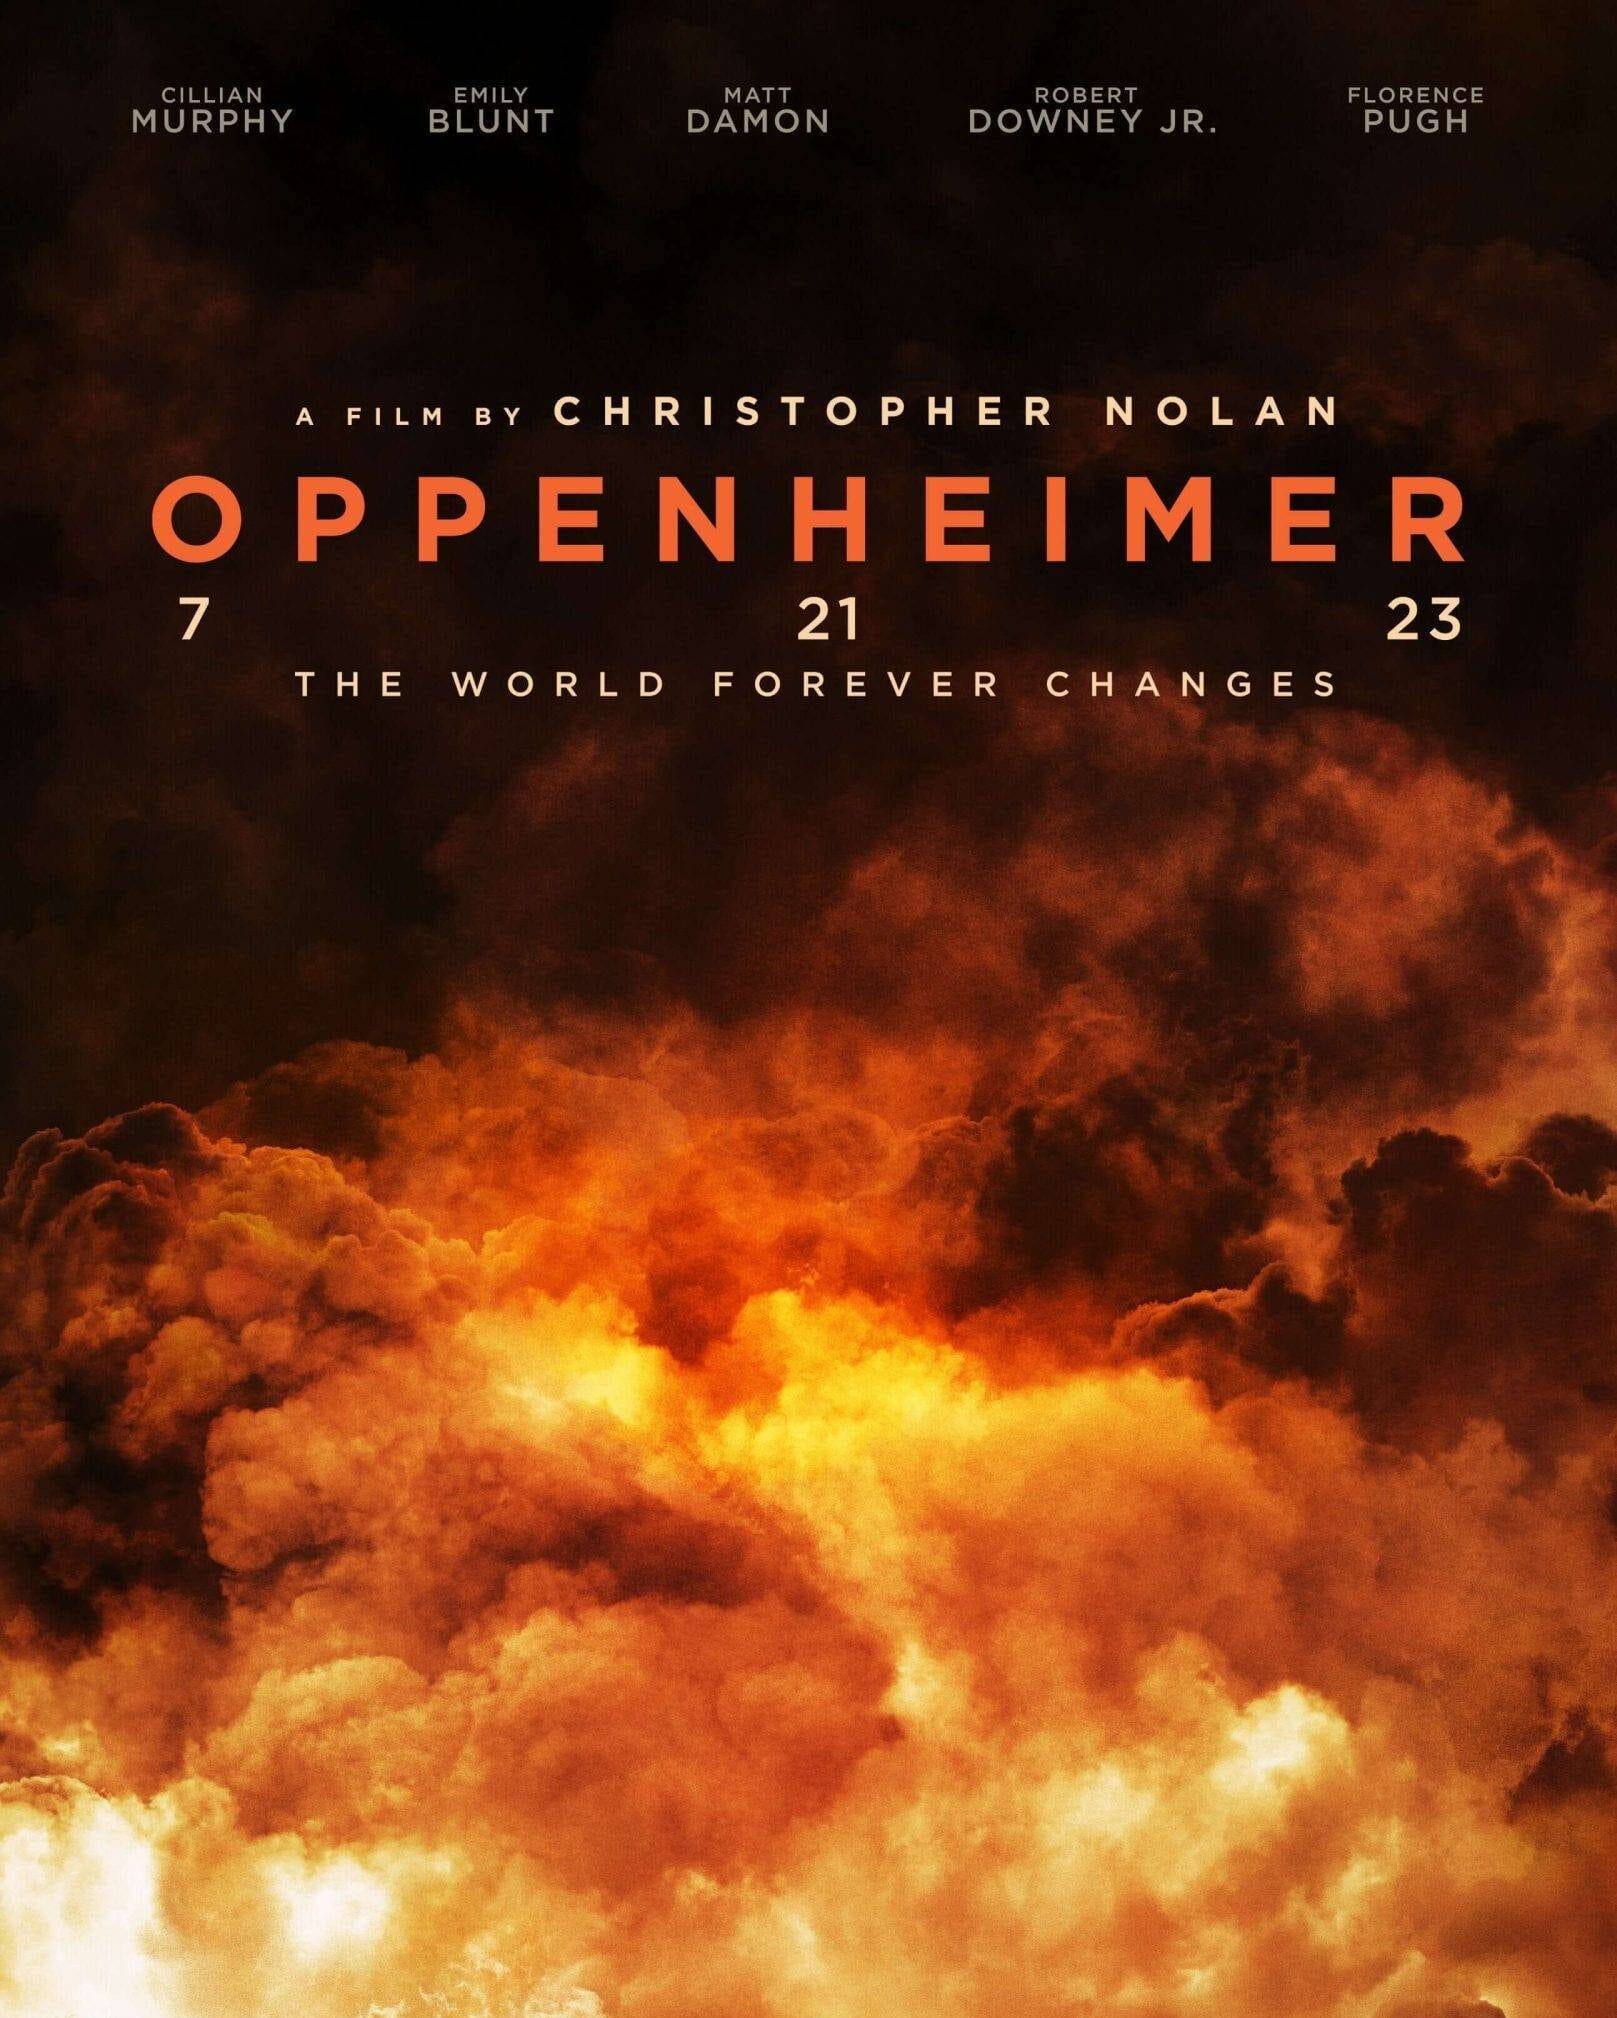 CILLIAN MURPHY
EMILY BLUNT
MATT DAMON
ROBERT DOWNEY JR.
FLORENCE PUGH
A FILM BY CHRISTOPHER NOLAN
OPPENHEIMER
7 21 23
THE WORLD FOREVER CHANGES